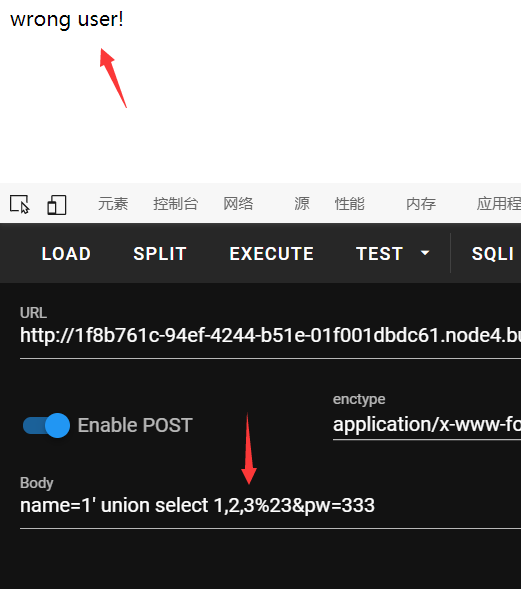 wrong user!
元素 控制台 网络 源 性能 内存 应用程
LOAD SPLIT EXECUTE TEST SQLI
URL
http://1f8b761c-94ef-4244-b51e-01f001dbdc61.node4.bu
Enable POST
enctype
application/x-www-fo
Body
name=1' union select 1,2,3%23&pw=333